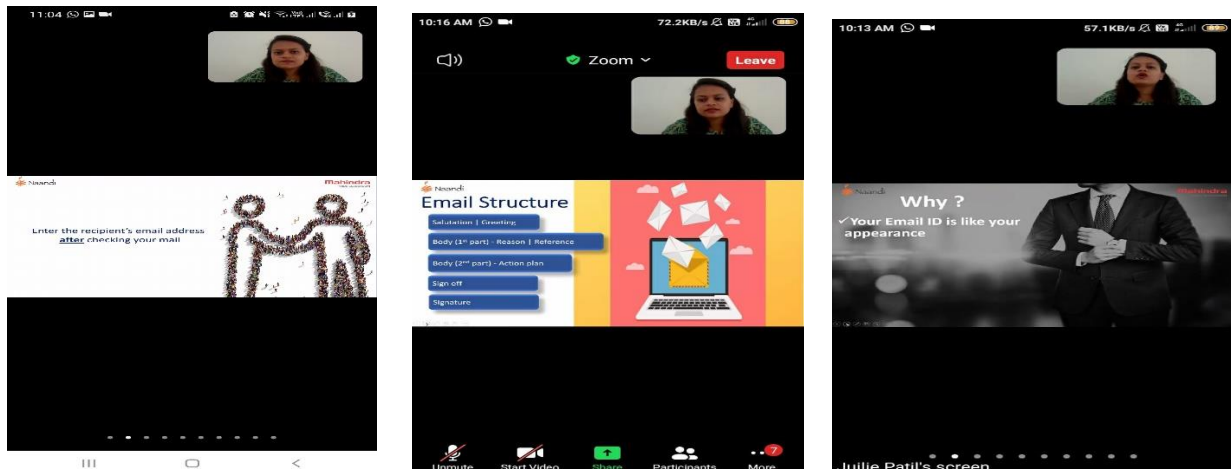 11:04
Naandi
Mahindra
Enter the recipient's email address
after checking your mail
10:16 AM
72.2KB/s
Zoom
Leave
Naandi
Email Structure
Salutation | Greeting
Body (1st part) - Reason | Reference
Body (2nd part) - Action plan
Sign off
Signature
7
Unmute
Start Video
Share
Participants
More
10:13 AM
57.1KB/s
Naandi
Mahindra
Why ?
✓Your Email ID is like your
appearance
Juilie Patil's screen